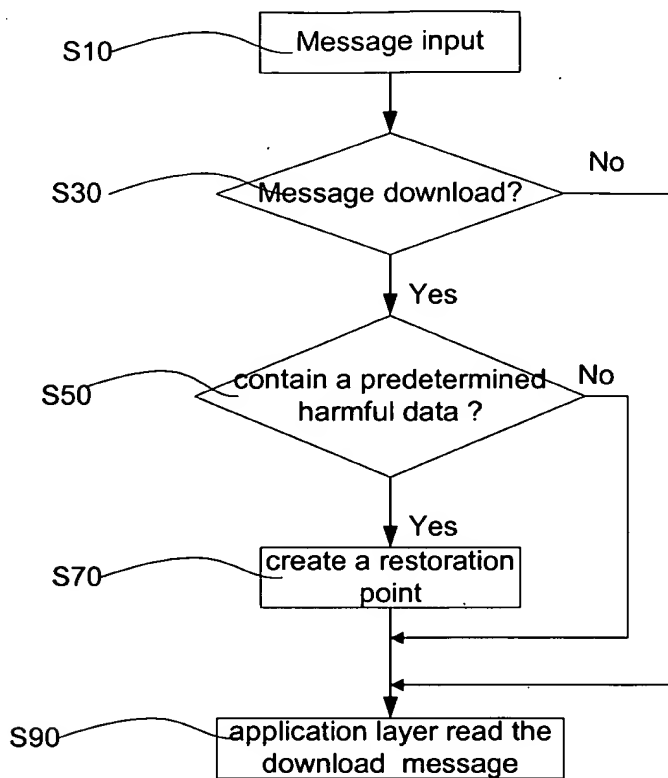 S10
Message input
S30
Message download?
No
Yes
S50
contain a predetermined
harmful data ?
No
Yes
S70
create a restoration
point
S90
application layer read the
download message